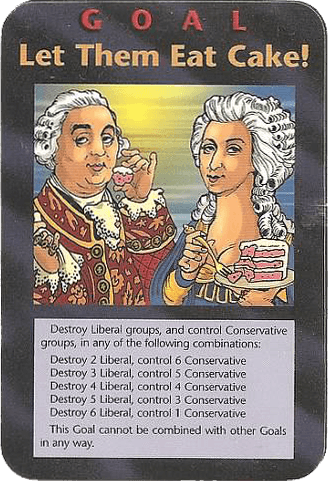 GOAL
Let Them Eat Cake!
Destroy Liberal groups, and control Conservative
groups, in any of the following combinations:
Destroy 2 Liberal, control 6 Conservative
Destroy 3 Liberal, control 5 Conservative
Destroy 4 Liberal, control 4 Conservative
Destroy 5 Liberal, control 3 Conservative
Destroy 6 Liberal, control 1 Conservative
This Goal cannot be combined with other Goals
in any way.